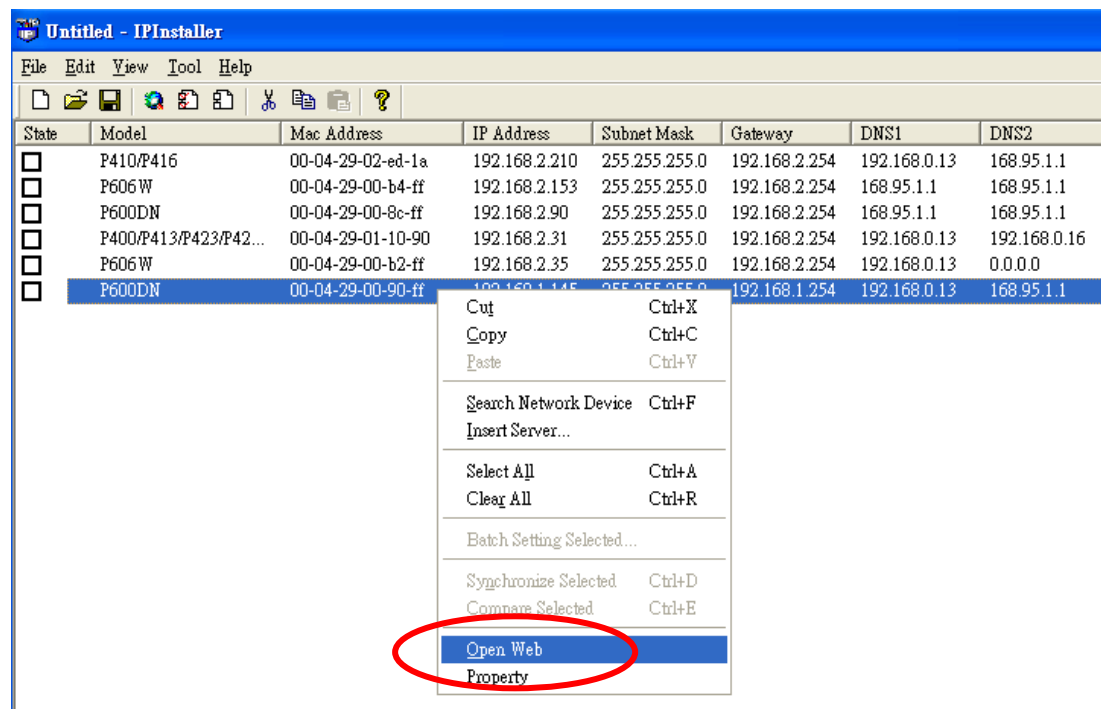 Untitled - IPInstaller
File Edit View Tool Help
State Model Mac Address IP Address Subnet Mask Gateway DNS1 DNS2
P410/P416 00-04-29-02-ed-1a 192.168.2.210 255.255.255.0 192.168.2.254 192.168.0.13 168.95.1.1
P606W 00-04-29-00-b4-ff 192.168.2.153 255.255.255.0 192.168.2.254 168.95.1.1 168.95.1.1
P600DN 00-04-29-00-8c-ff 192.168.2.90 255.255.255.0 192.168.2.254 168.95.1.1 168.95.1.1
P400/P413/P423/P42... 00-04-29-01-10-90 192.168.2.31 255.255.255.0 192.168.2.254 192.168.0.13 192.168.0.16
P606W 00-04-29-00-b2-ff 192.168.2.35 255.255.255.0 192.168.2.254 192.168.0.13 0.0.0.0
P600DN 00-04-29-00-90-ff 192.168.1.145 255.255.255.0 192.168.1.254 192.168.0.13 168.95.1.1
Cut Ctrl+X
Copy Ctrl+C
Paste Ctrl+V
Search Network Device Ctrl+F
Insert Server...
Select All Ctrl+A
Clear All Ctrl+R
Batch Setting Selected...
Synchronize Selected Ctrl+D
Compare Selected Ctrl+E
Open Web
Property